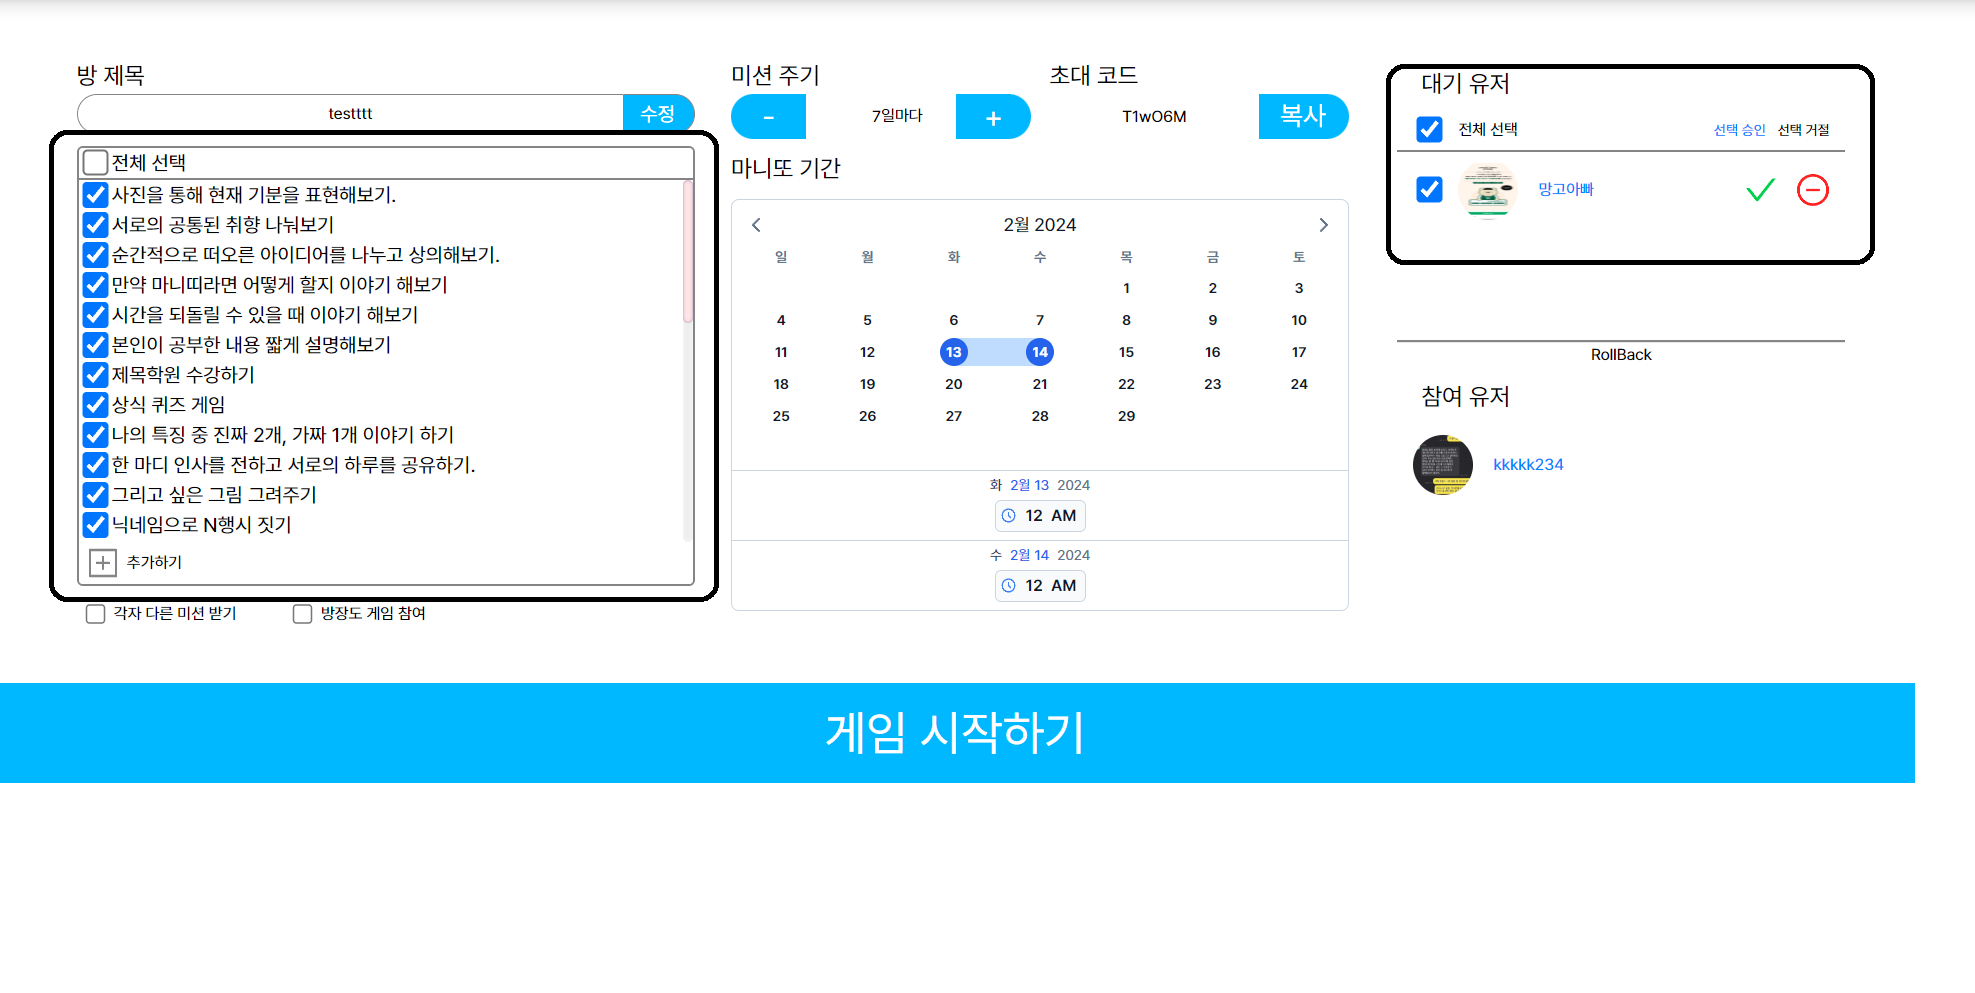 방 제목
testttt 수정
전체 선택
사진을 통해 현재 기분을 표현해보기.
서로의 공통된 취향 나눠보기
순간적으로 떠오른 아이디어를 나누고 상의해보기.
만약 마니띠라면 어떻게 할지 이야기 해보기
시간을 되돌릴 수 있을 때 이야기 해보기
본인이 공부한 내용 짧게 설명해보기
제목학원 수강하기
상식 퀴즈 게임
나의 특징 중 진짜 2개, 가짜 1개 이야기 하기
한 마디 인사를 전하고 서로의 하루를 공유하기.
그리고 싶은 그림 그려주기
닉네임으로 N행시 짓기
+ 추가하기
각자 다른 미션 받기 방장도 게임 참여
미션 주기
- 7일마다 +
초대 코드
T1wO6M 복사
마니또 기간
2월 2024
일 월 화 수 목 금 토
1 2 3
4 5 6 7 8 9 10
11 12 13 14 15 16 17
18 19 20 21 22 23 24
25 26 27 28 29
화 2월 13 2024
12 AM
수 2월 14 2024
12 AM
대기 유저
전체 선택 선택 승인 선택 거절
망고아빠
RollBack
참여 유저
kkkkk234
게임 시작하기